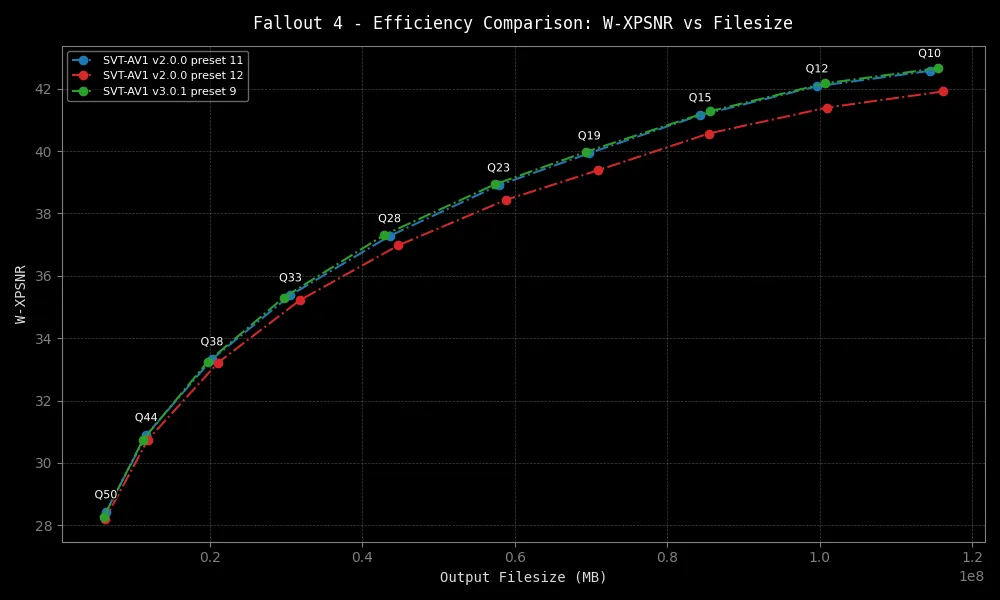 Fallout 4 - Efficiency Comparison: W-XPSNR vs Filesize
SVT-AV1 v2.0.0 preset 11
SVT-AV1 v2.0.0 preset 12
SVT-AV1 v3.0.1 preset 9
Q10
Q12
Q15
Q19
Q23
Q28
Q33
Q38
Q44
Q50
42
40
38
36
34
32
30
28
W-XPSNR
0.2 0.4 0.6 0.8 1.0 1.2
1e8
Output Filesize (MB)